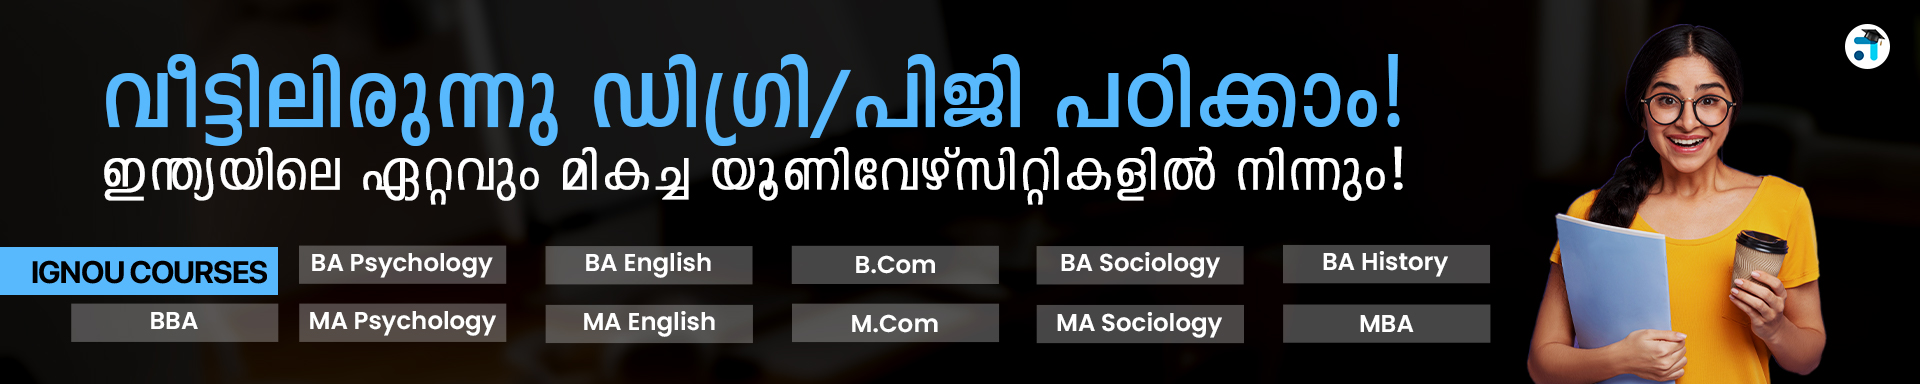 വീട്ടിലിരുന്നു ഡിഗ്രി/പിജി പഠിക്കാം!
ഇന്ത്യയിലെ ഏറ്റവും മികച്ച യൂണിവേഴ്സിറ്റികളിൽ നിന്നും!
IGNOU COURSES
BA Psychology
BA English
B.Com
BA Sociology
BA History
BBA
MA Psychology
MA English
M.Com
MA Sociology
MBA